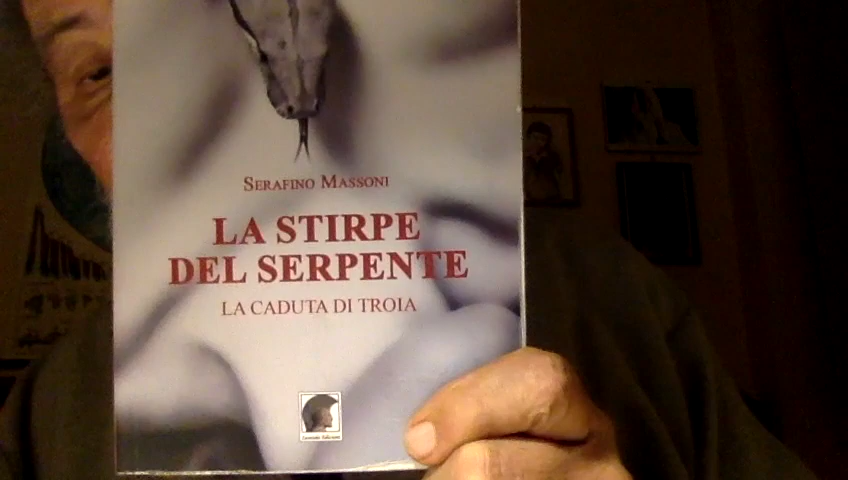 SERAFINO MASSONI
LA STIRPE
DEL SERPENTE
LA CADUTA DI TROIA